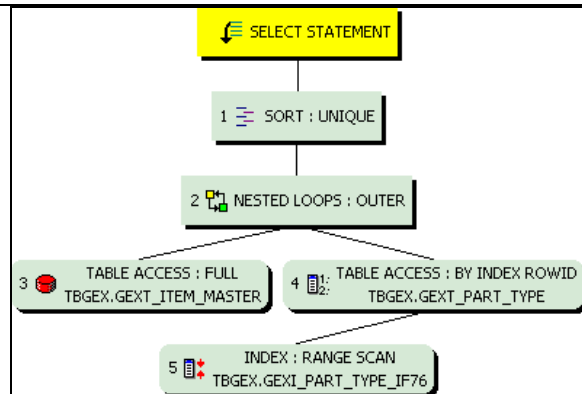 SELECT STATEMENT
1 SORT : UNIQUE
2 NESTED LOOPS : OUTER
3 TABLE ACCESS : FULL
TBGEX.GEXT_ITEM_MASTER
4 TABLE ACCESS : BY INDEX ROWID
TBGEX.GEXT_PART_TYPE
5 INDEX : RANGE SCAN
TBGEX.GEXI_PART_TYPE_IF76